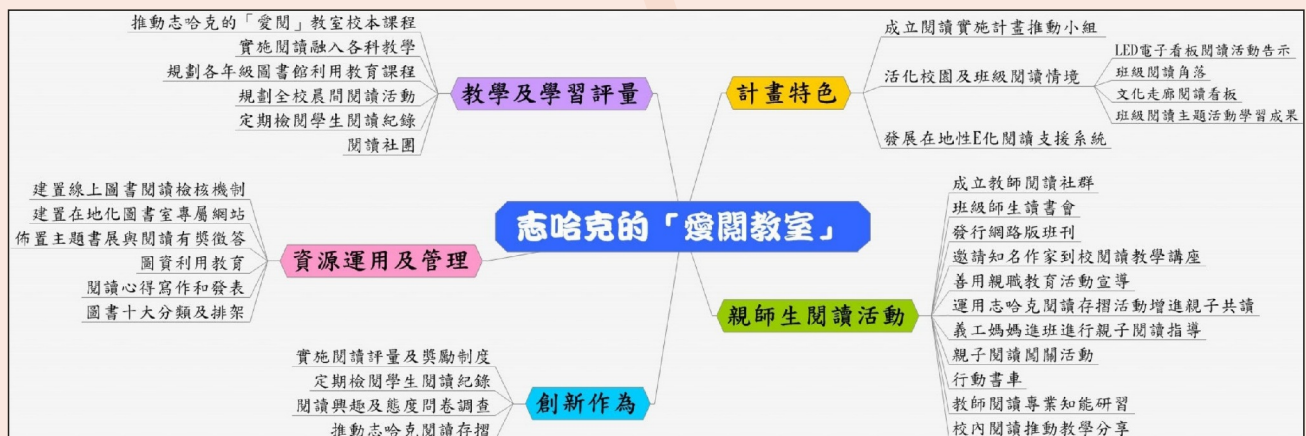 志哈克的「愛閱教室」
教學及學習評量
推動志哈克的「愛閱」教室校本課程
實施閱讀融入各科教學
規劃各年級圖書館利用教育課程
規劃全校晨間閱讀活動
定期檢閱學生閱讀紀錄
閱讀社團
資源運用及管理
建置線上圖書閱讀檢核機制
建置在地化圖書室專屬網站
佈置主題書展與閱讀有獎徵答
圖資利用教育
閱讀心得寫作和發表
圖書十大分類及排架
創新作為
實施閱讀評量及獎勵制度
定期檢閱學生閱讀紀錄
閱讀興趣及態度問卷調查
推動志哈克閱讀存摺
計畫特色
成立閱讀實施計畫推動小組
活化校園及班級閱讀情境
LED電子看板閱讀活動告示
班級閱讀角落
文化走廊閱讀看板
班級閱讀主題活動學習成果
發展在地性E化閱讀支援系統
親師生閱讀活動
成立教師閱讀社群
班級師生讀書會
發行網路版班刊
邀請知名作家到校閱讀教學講座
善用親職教育活動宣導
運用志哈克閱讀存摺活動增進親子共讀
義工媽媽進班進行親子閱讀指導
親子閱讀闖關活動
行動書車
教師閱讀專業知能研習
校內閱讀推動教學分享